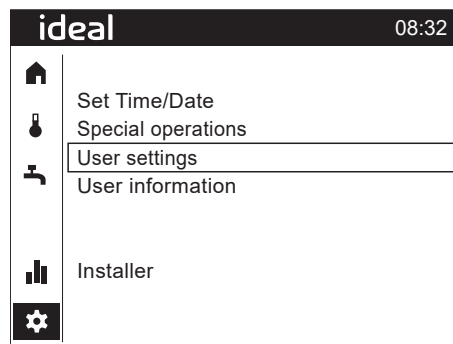 ideal 08:32
Set Time/Date
Special operations
User settings
User information
Installer